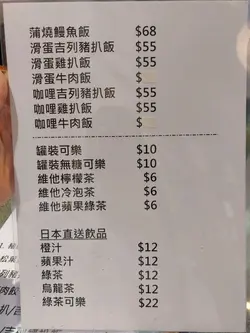 蒲燒鰻魚飯 $68
滑蛋吉列豬扒飯 $55
滑蛋雞扒飯 $55
滑蛋牛肉飯 $
咖哩吉列豬扒飯 $55
咖哩雞扒飯 $55
咖哩牛肉飯 $
罐裝可樂 $10
罐裝無糖可樂 $10
維他檸檬茶 $6
維他冷泡茶 $6
維他蘋果綠茶 $6
日本直送飲品
橙汁 $12
蘋果汁 $12
綠茶 $12
烏龍茶 $12
綠茶可樂 $22